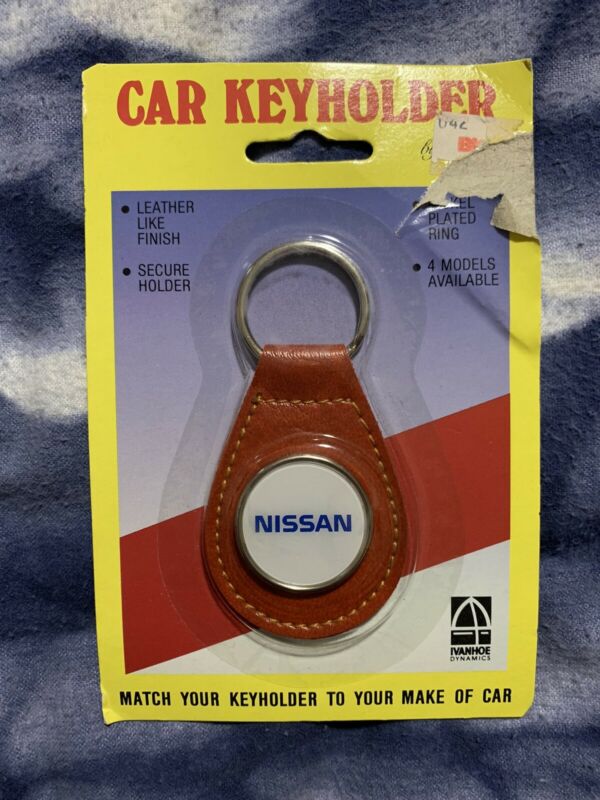 CAR KEYHOLDER
• LEATHER
LIKE
FINISH
• SECURE
HOLDER
PLATED
RING
• 4 MODELS
AVAILABLE
NISSAN
IVANHOE
DYNAMICS
MATCH YOUR KEYHOLDER TO YOUR MAKE OF CAR